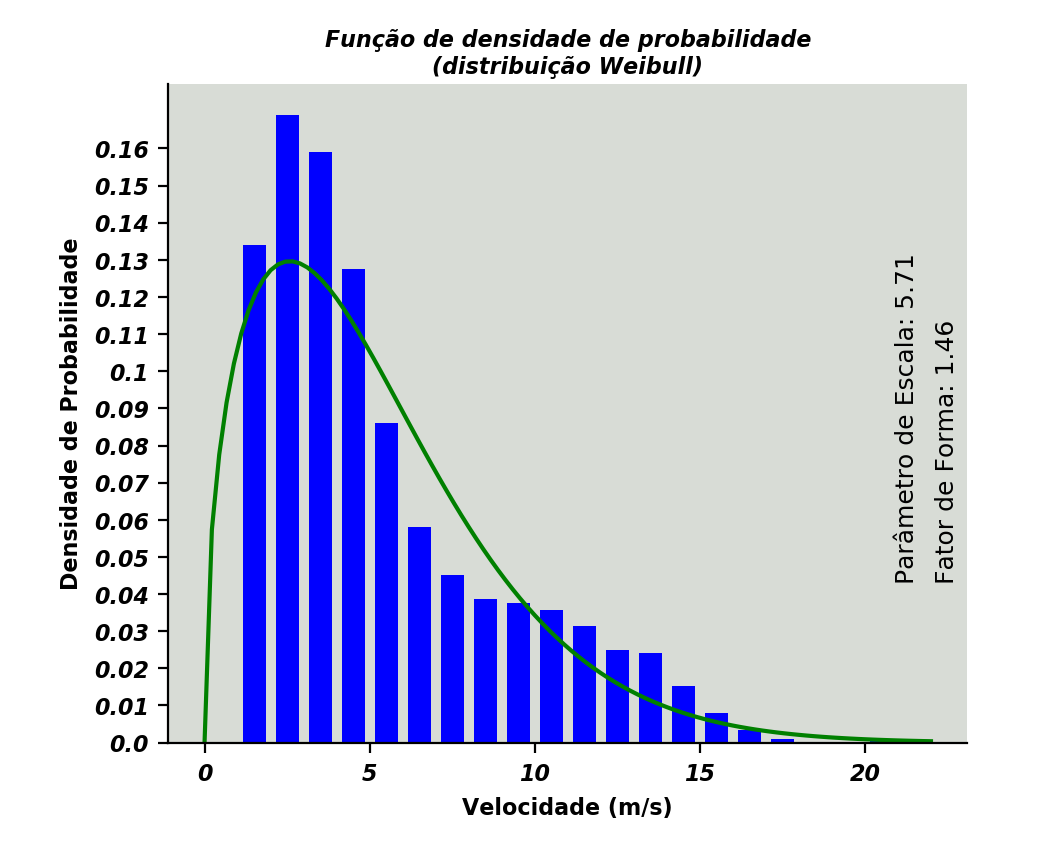 Função de densidade de probabilidade
(distribuição Weibull)
Densidade de Probabilidade
0.16
0.15
0.14
0.13
0.12
0.11
0.1
0.09
0.08
0.07
0.06
0.05
0.04
0.03
0.02
0.01
0.0
Parâmetro de Escala: 5.71
Fator de Forma: 1.46
0 5 10 15 20
Velocidade (m/s)